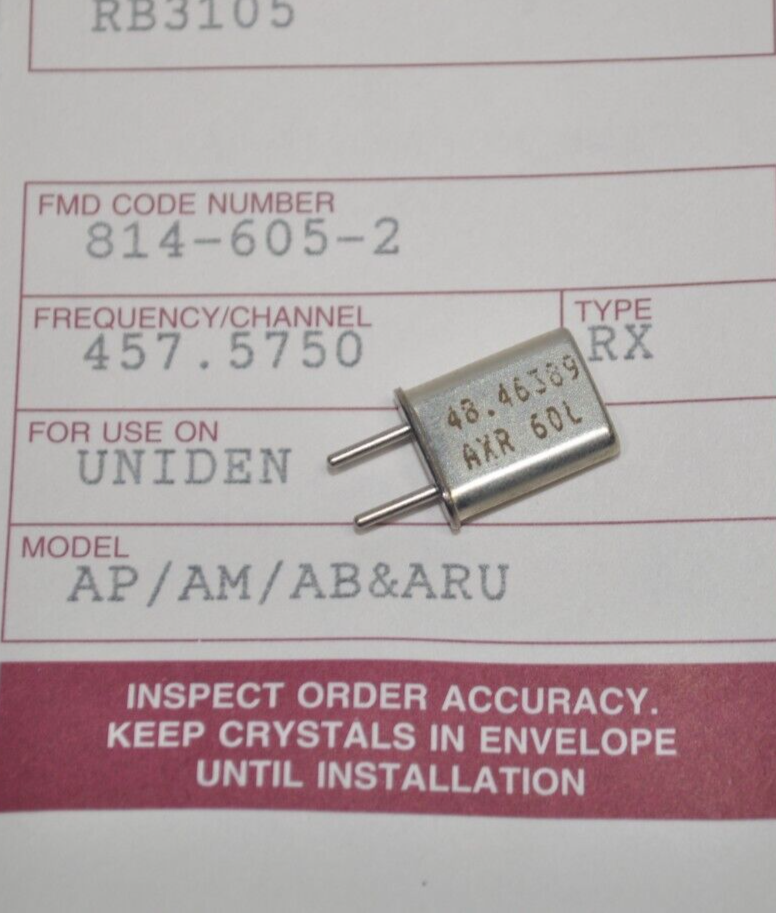 RB3105
FMD CODE NUMBER
814-605-2
FREQUENCY/CHANNEL
457.5750
TYPE
RX
48.46389
AXR 60L
FOR USE ON
UNIDEN
MODEL
AP/AM/AB&ARU
INSPECT ORDER ACCURACY.
KEEP CRYSTALS IN ENVELOPE
UNTIL INSTALLATION